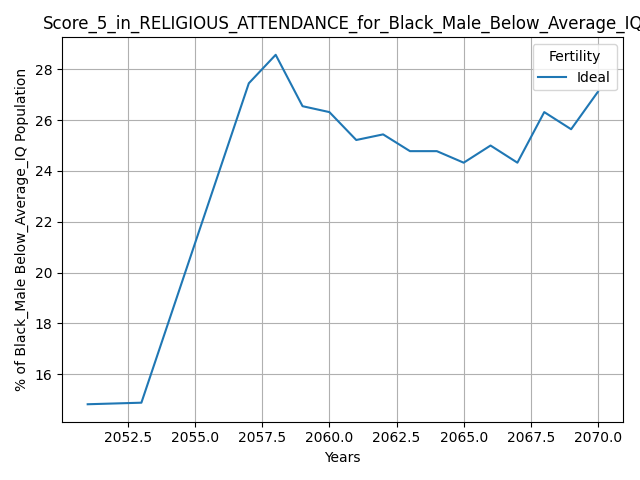 Score_5_in_RELIGIOUS_ATTENDANCE_for_Black_Male_Below_Average_IQ
Fertility
Ideal
% of Black_Male Below_Average_IQ Population
28
26
24
22
20
18
16
2052.5 2055.0 2057.5 2060.0 2062.5 2065.0 2067.5 2070.0
Years